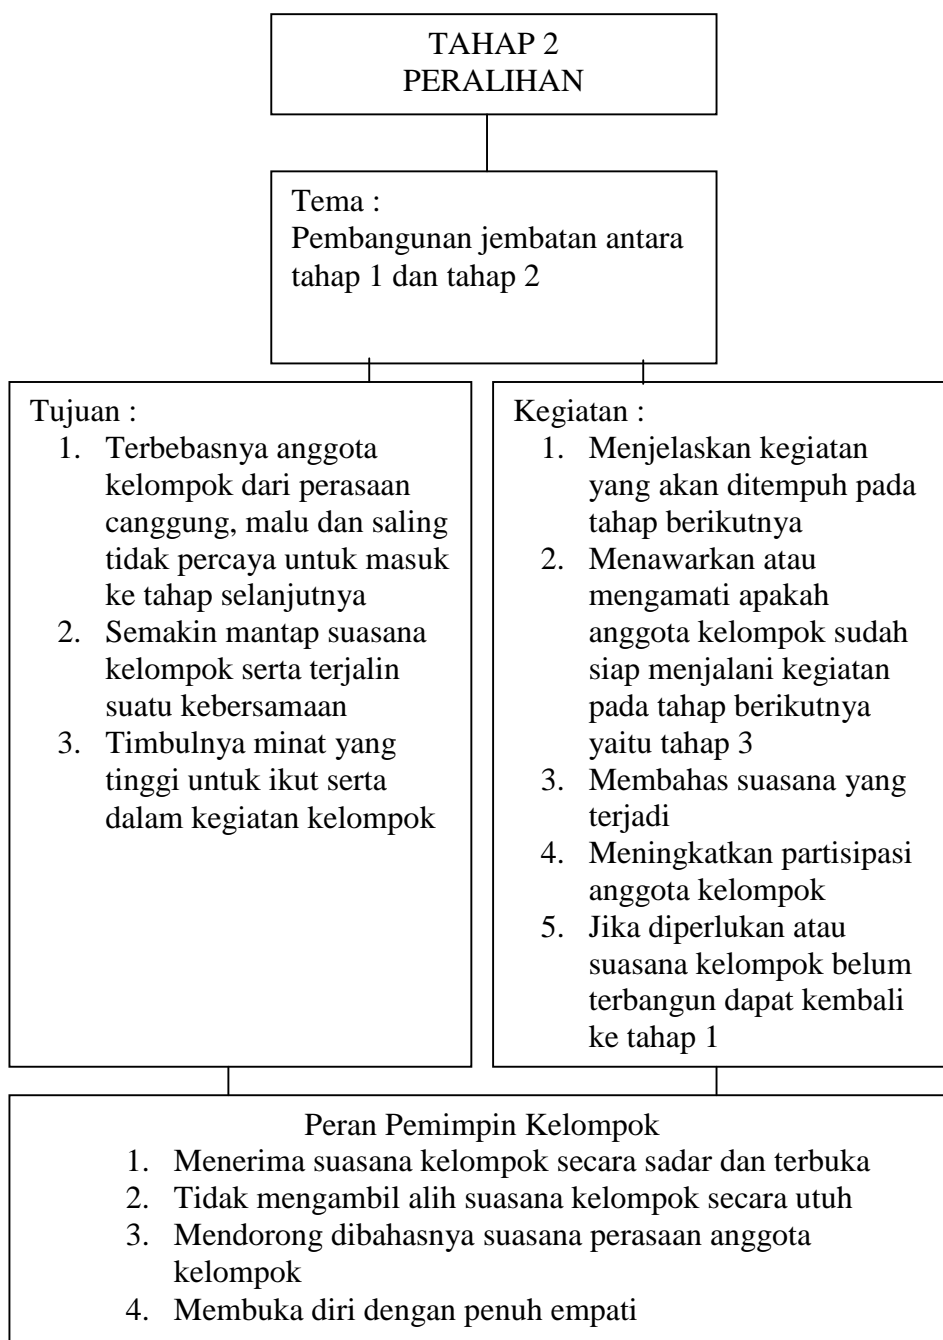 TAHAP 2
PERALIHAN
Tema :
Pembangunan jembatan antara
tahap 1 dan tahap 2
Tujuan :
1. Terbebasnya anggota
kelompok dari perasaan
canggung, malu dan saling
tidak percaya untuk masuk
ke tahap selanjutnya
2. Semakin mantap suasana
kelompok serta terjalin
suatu kebersamaan
3. Timbulnya minat yang
tinggi untuk ikut serta
dalam kegiatan kelompok
Kegiatan :
1. Menjelaskan kegiatan
yang akan ditempuh pada
tahap berikutnya
2. Menawarkan atau
mengamati apakah
anggota kelompok sudah
siap menjalani kegiatan
pada tahap berikutnya
yaitu tahap 3
3. Membahas suasana yang
terjadi
4. Meningkatkan partisipasi
anggota kelompok
5. Jika diperlukan atau
suasana kelompok belum
terbangun dapat kembali
ke tahap 1
Peran Pemimpin Kelompok
1. Menerima suasana kelompok secara sadar dan terbuka
2. Tidak mengambil alih suasana kelompok secara utuh
3. Mendorong dibahasnya suasana perasaan anggota
kelompok
4. Membuka diri dengan penuh empati